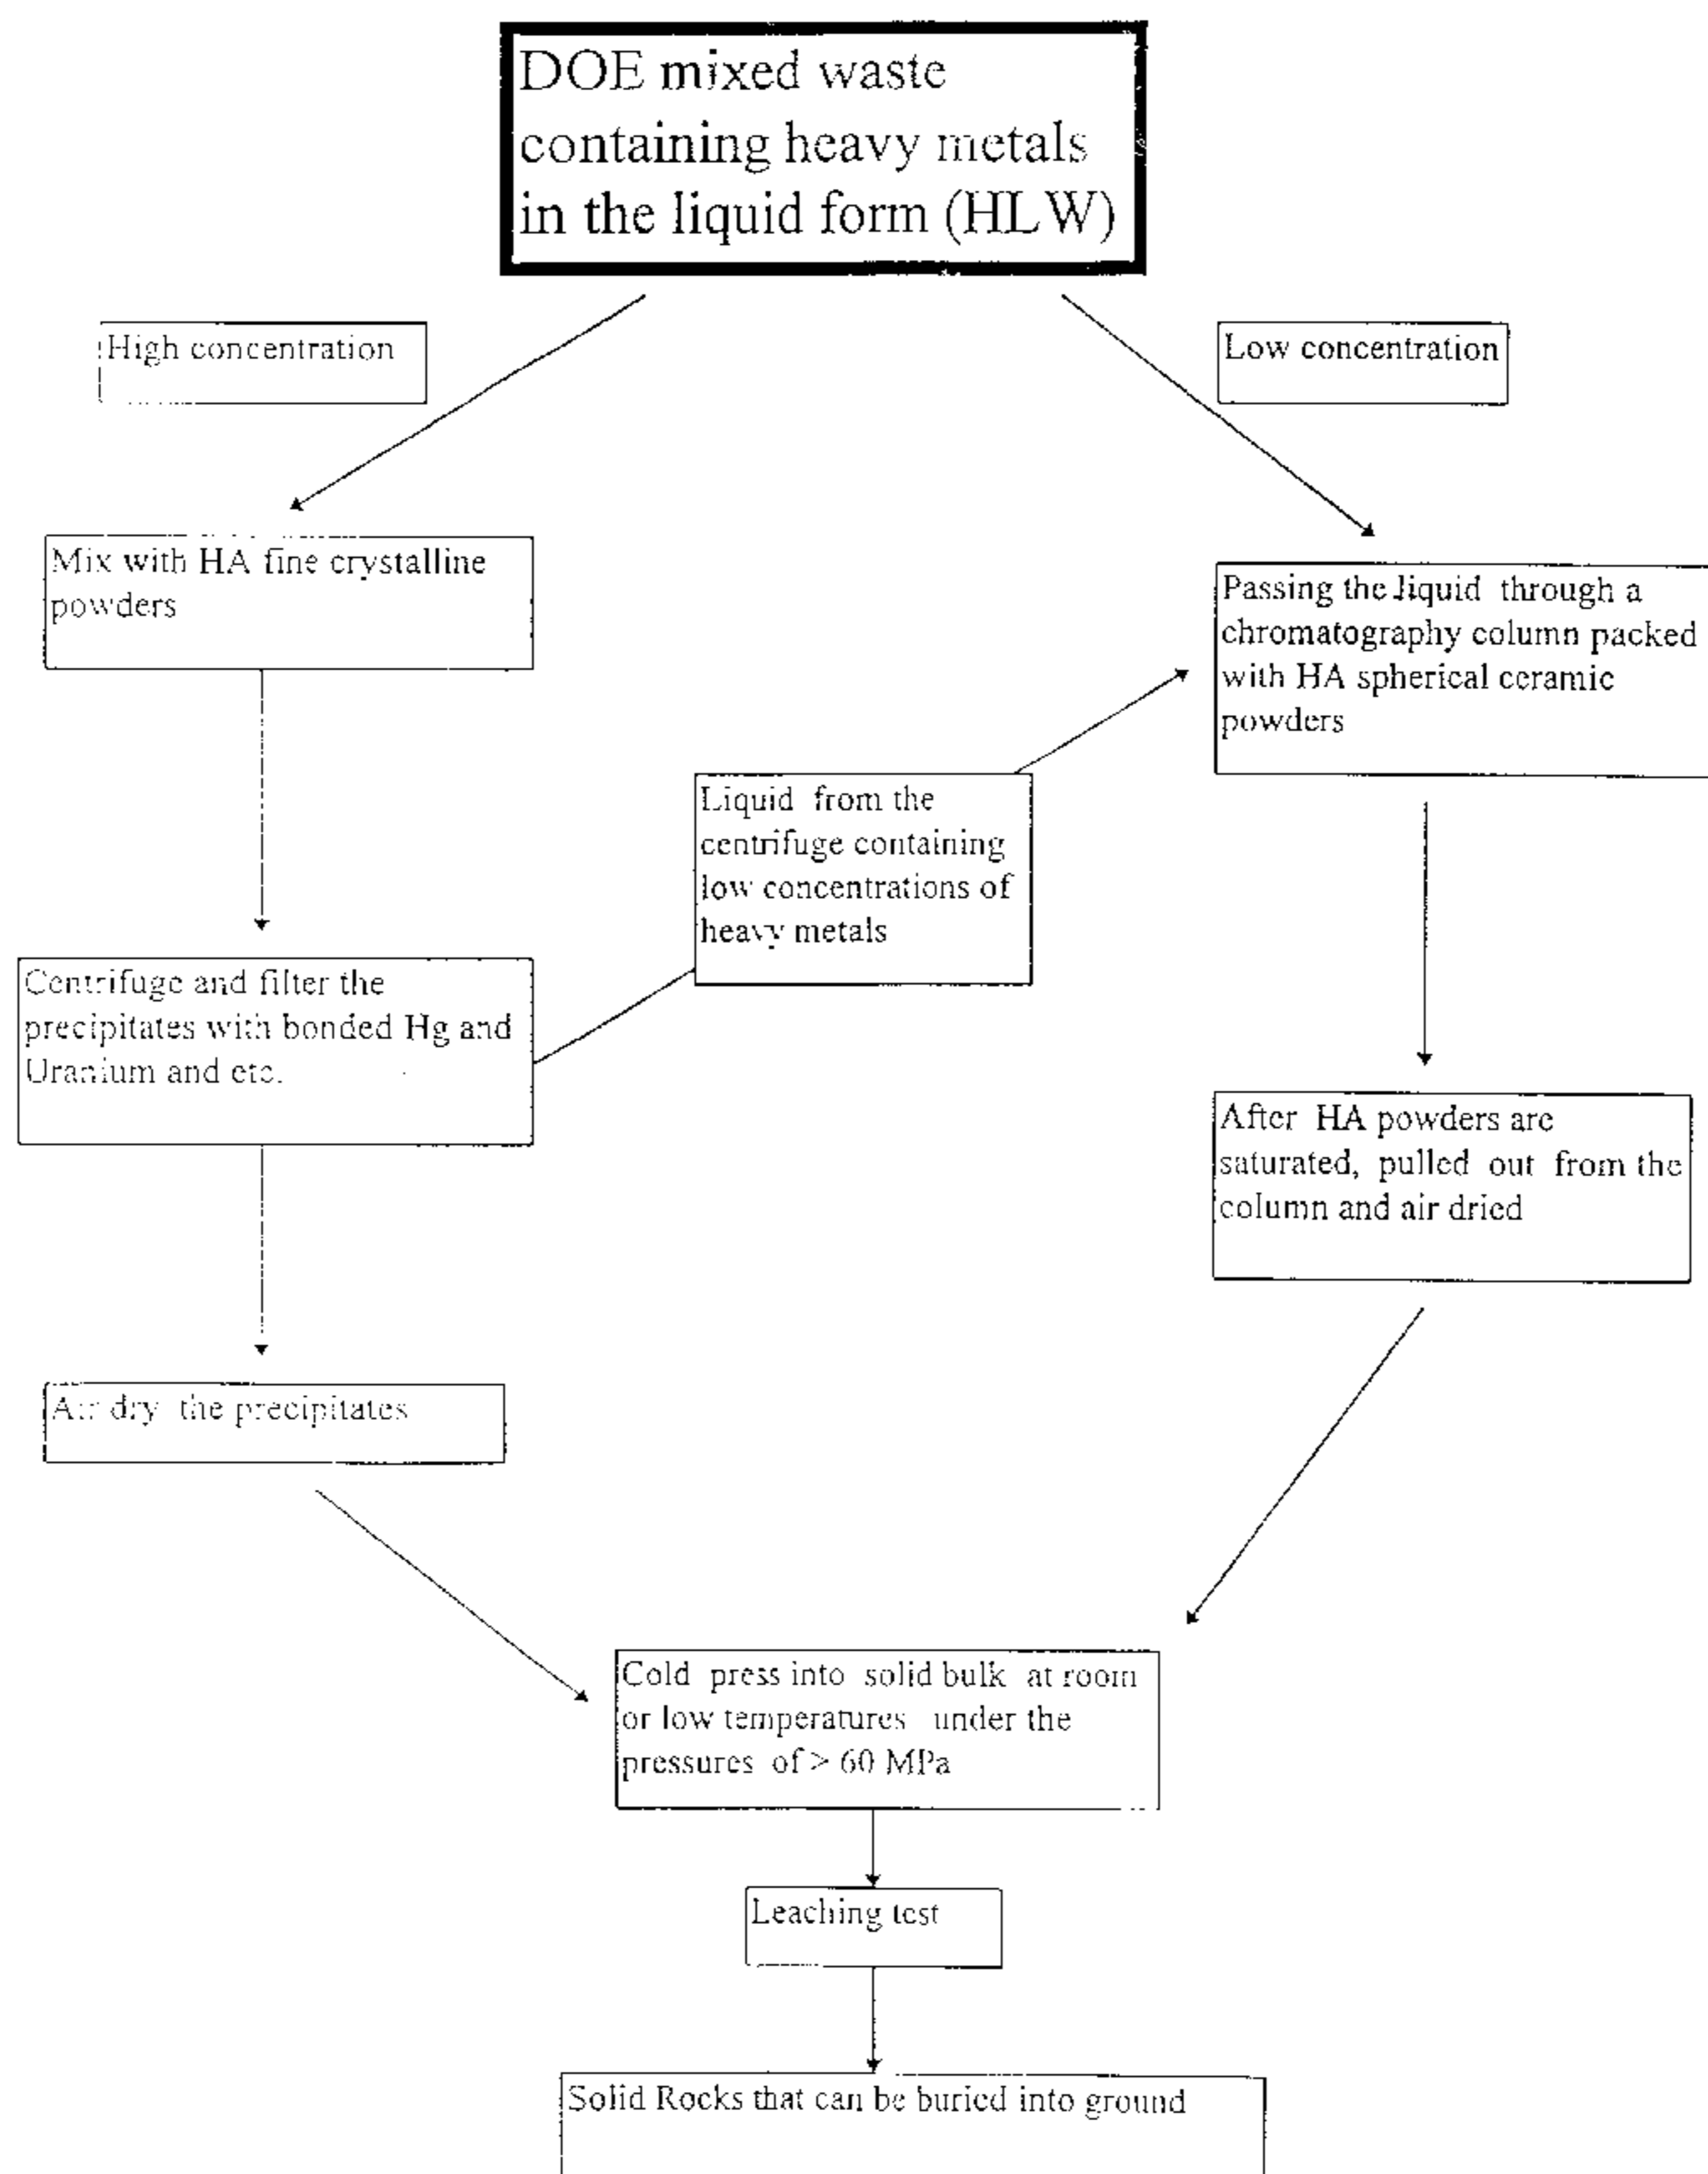 DOE mixed waste
containing heavy metals
in the liquid form (HLW)
High concentration
Low concentration
Mix with HA fine crystalline
powders
Passing the liquid through a
chromatography column packed
with HA spherical ceramic
powders
Liquid from the
centrifuge containing
low concentrations of
heavy metals
Centrifuge and filter the
precipitates with bonded Hg and
Uranium and etc.
After HA powders are
saturated, pulled out from the
column and air dried
Air dry the precipitates
Cold press into solid bulk at room
or low temperatures under the
pressures of > 60 MPa
Leaching test
Solid Rocks that can be buried into ground